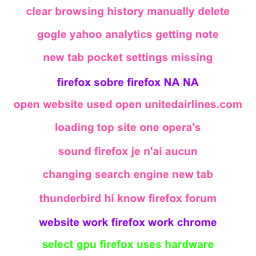 clear browsing history manually delete
gogle yahoo analytics getting note
new tab pocket settings missing
firefox sobre firefox NA NA
open website used open unitedairlines.com
loading top site one opera's
sound firefox je n'ai aucun
changing search engine new tab
thunderbird hi know firefox forum
website work firefox work chrome
select gpu firefox uses hardware